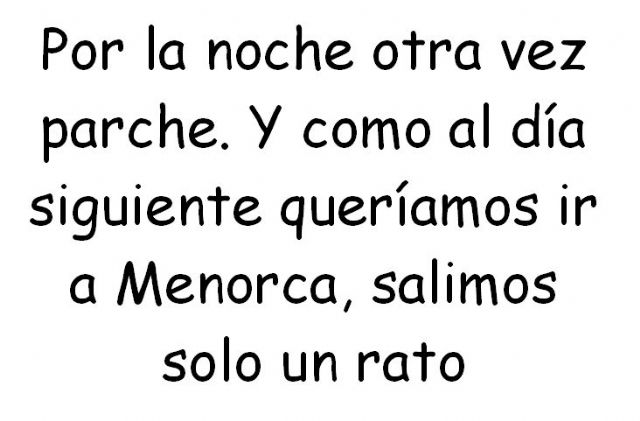 Por la noche otra vez
parche. Y como al día
siguiente queríamos ir
a Menorca, salimos
solo un rato